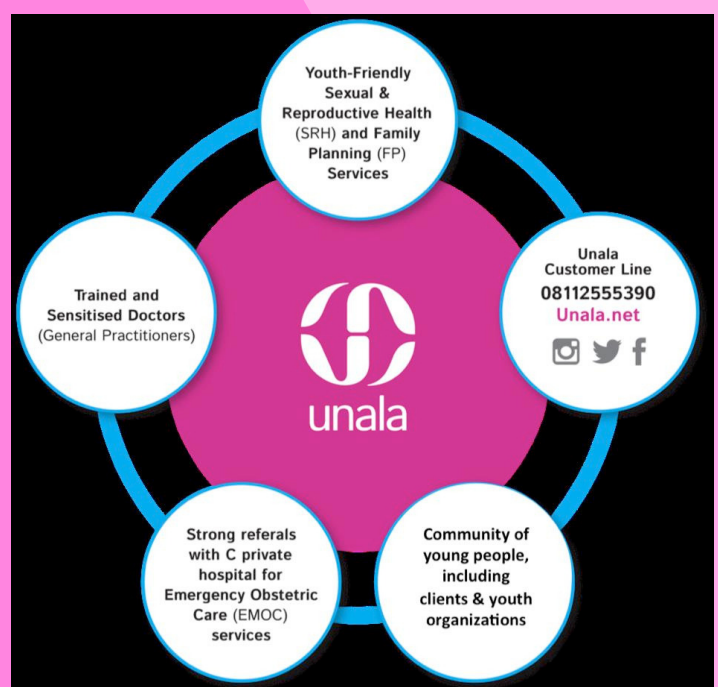 Youth-Friendly
Sexual &
Reproductive Health
(SRH) and Family
Planning (FP)
Services
Unala
Customer Line
08112555390
Unala.net
Trained and
Sensitised Doctors
(General Practitioners)
unala
Strong referals
with C private
hospital for
Emergency Obstetric
Care (EMOC)
services
Community of
young people,
including
clients & youth
organizations